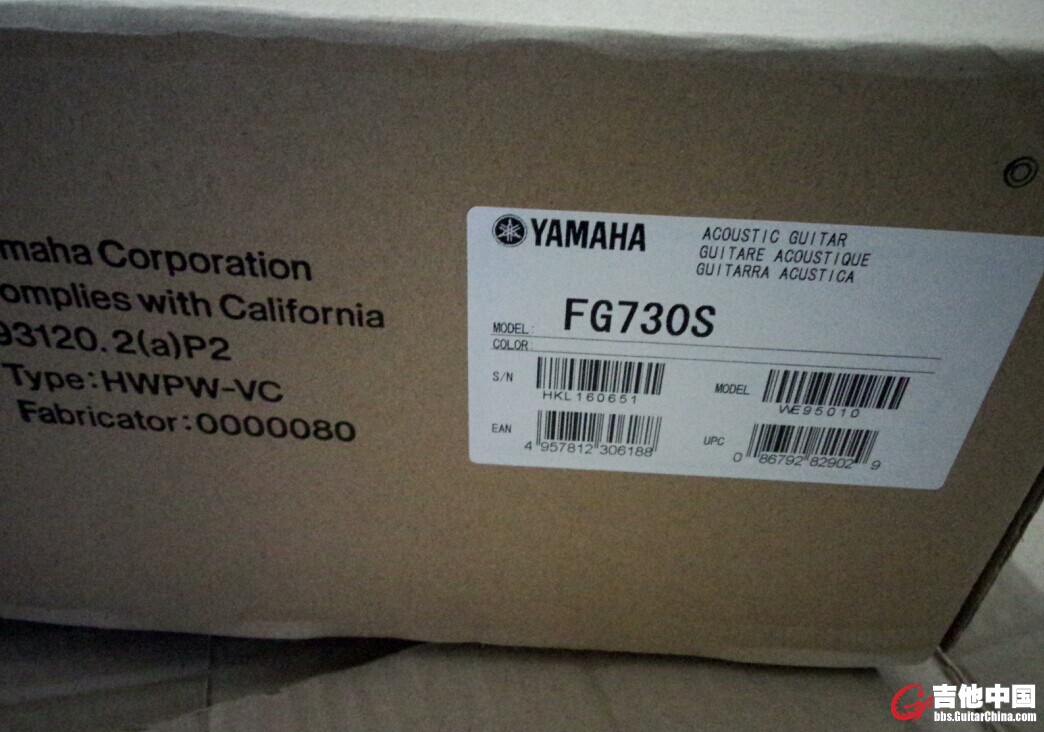 maha Corporation
omplies with California
93120.2(a)P2
Type:HWPW-VC
Fabricator:0000080
YAMAHA
ACOUSTIC GUITAR
GUITARE ACOUSTIQUE
GUITARRA ACUSTICA
MODEL: FG730S
COLOR:
S/N HKL160651
MODEL WE95010
EAN 4 957812 306188
UPC 0 86792 82902 9
吉他中国
bbs.GuitarChina.com